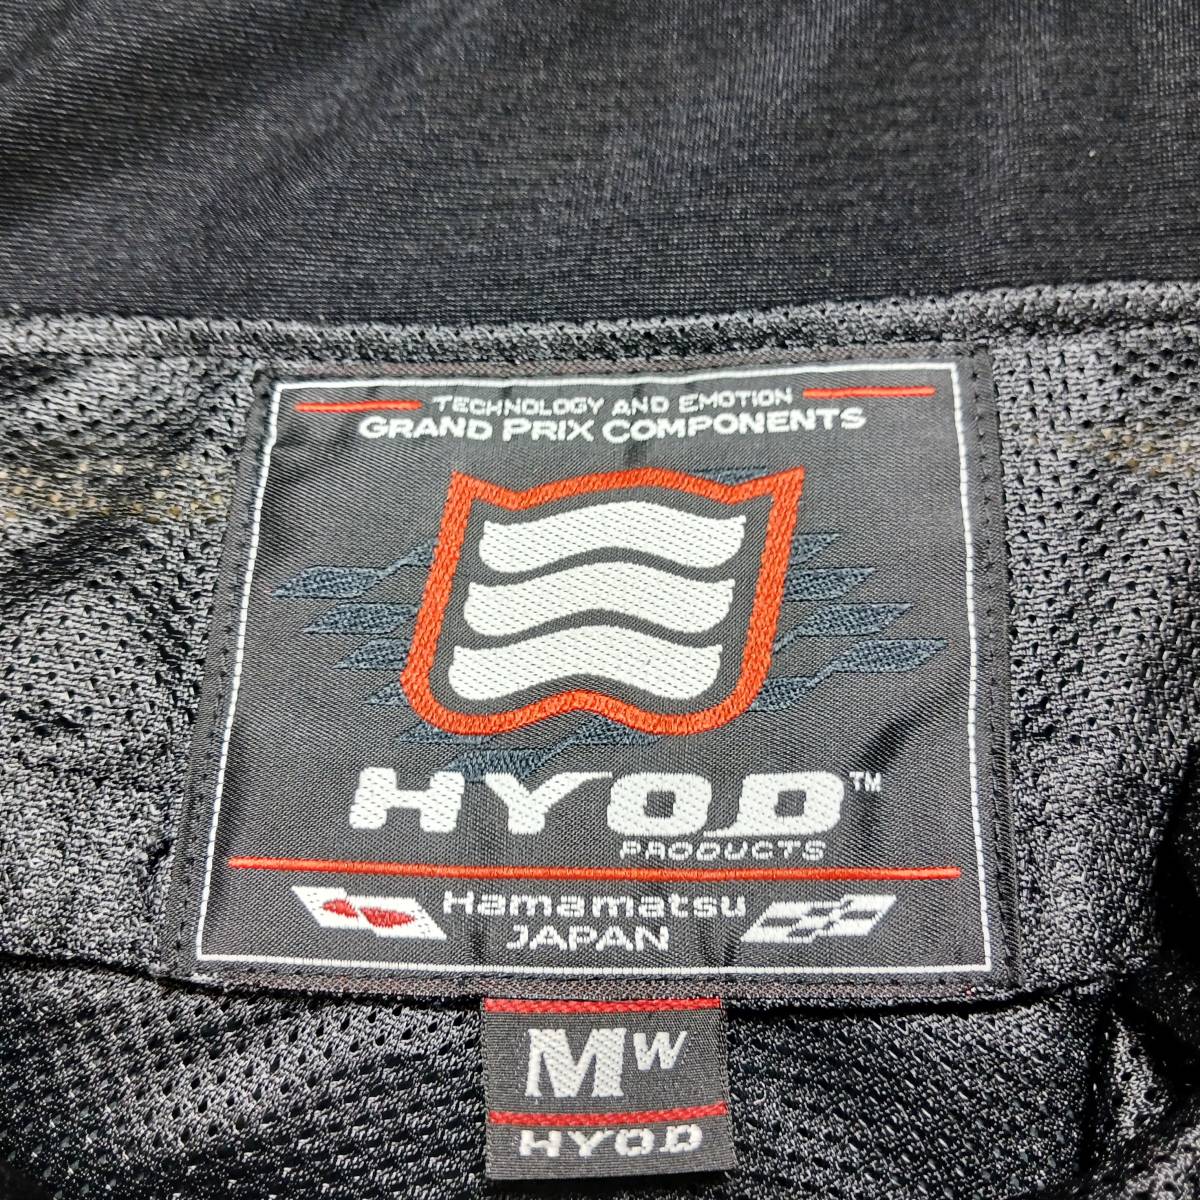 TECHNOLOGY AND EMOTION
GRAND PRIX COMPONENTS
HYOD™
PRODUCTS
Hamamatsu
JAPAN
MW
HYOD